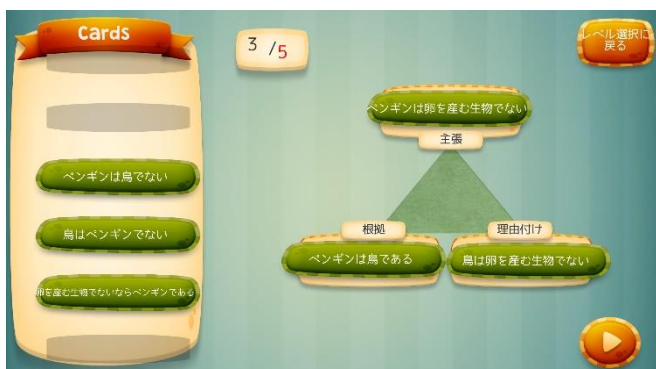 Cards
3 /5
レベル選択に
戻る
ペンギンは卵を産む生物でない
主張
ペンギンは鳥でない
鳥はペンギンでない
卵を産む生物でないならペンギンである
根拠
理由付け
ペンギンは鳥である
鳥は卵を産む生物でない